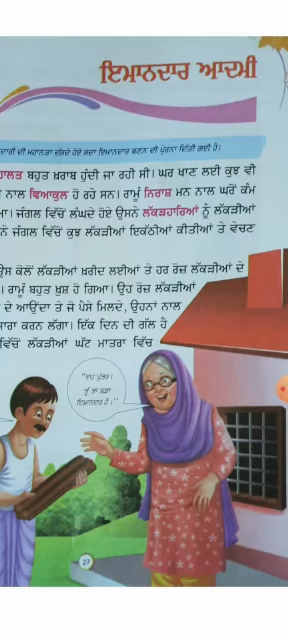 ਇਮਾਨਦਾਰ ਆਦਮੀ
ਦਾਰੀ ਦੀ ਮਹਾਨਤਾ ਦੱਸਦੇ ਹੋਏ ਸਦਾ ਇਮਾਨਦਾਰ ਬਣਨ ਦੀ ਪ੍ਰੇਰਨਾ ਦਿੱਤੀ ਗਈ ਹੈ।
ਹਾਲਤ ਬਹੁਤ ਖ਼ਰਾਬ ਹੁੰਦੀ ਜਾ ਰਹੀ ਸੀ। ਘਰ ਖਾਣ ਲਈ ਕੁਝ ਵੀ
ਨਾਲ ਵਿਆਕੁਲ ਹੋ ਰਹੇ ਸਨ। ਰਾਮੂੰ ਨਿਰਾਸ਼ ਮਨ ਨਾਲ ਘਰੋਂ ਕੰਮ
ਆ। ਜੰਗਲ ਵਿੱਚੋਂ ਲੰਘਦੇ ਹੋਏ ਉਸਨੇ ਲੱਕੜਹਾਰਿਆਂ ਨੂੰ ਲੱਕੜੀਆਂ
ਨੇ ਜੰਗਲ ਵਿੱਚੋਂ ਕੁਝ ਲੱਕੜੀਆਂ ਇਕੱਠੀਆਂ ਕੀਤੀਆਂ ਤੇ ਵੇਚਣ
ਉਸ ਕੋਲੋਂ ਲੱਕੜੀਆਂ ਖ਼ਰੀਦ ਲਈਆਂ ਤੇ ਹਰ ਰੋਜ਼ ਲੱਕੜੀਆਂ ਦੇ
। ਰਾਮੂੰ ਬਹੁਤ ਖ਼ੁਸ਼ ਹੋ ਗਿਆ। ਉਹ ਰੋਜ਼ ਲੱਕੜੀਆਂ
ਦੇ ਆਉਂਦਾ ਤੇ ਜੋ ਪੈਸੇ ਮਿਲਦੇ, ਉਹਨਾਂ ਨਾਲ
ਜ਼ਾਰਾ ਕਰਨ ਲੱਗਾ। ਇੱਕ ਦਿਨ ਦੀ ਗੱਲ ਹੈ
ਵਿੱਚੋਂ ਲੱਕੜੀਆਂ ਘੱਟ ਮਾਤਰਾ ਵਿੱਚ
"ਵਾਹ ਪੁੱਤਰ!
ਤੂੰ ਤਾਂ ਬੜਾ
ਇਮਾਨਦਾਰ ਹੈਂ।"
27